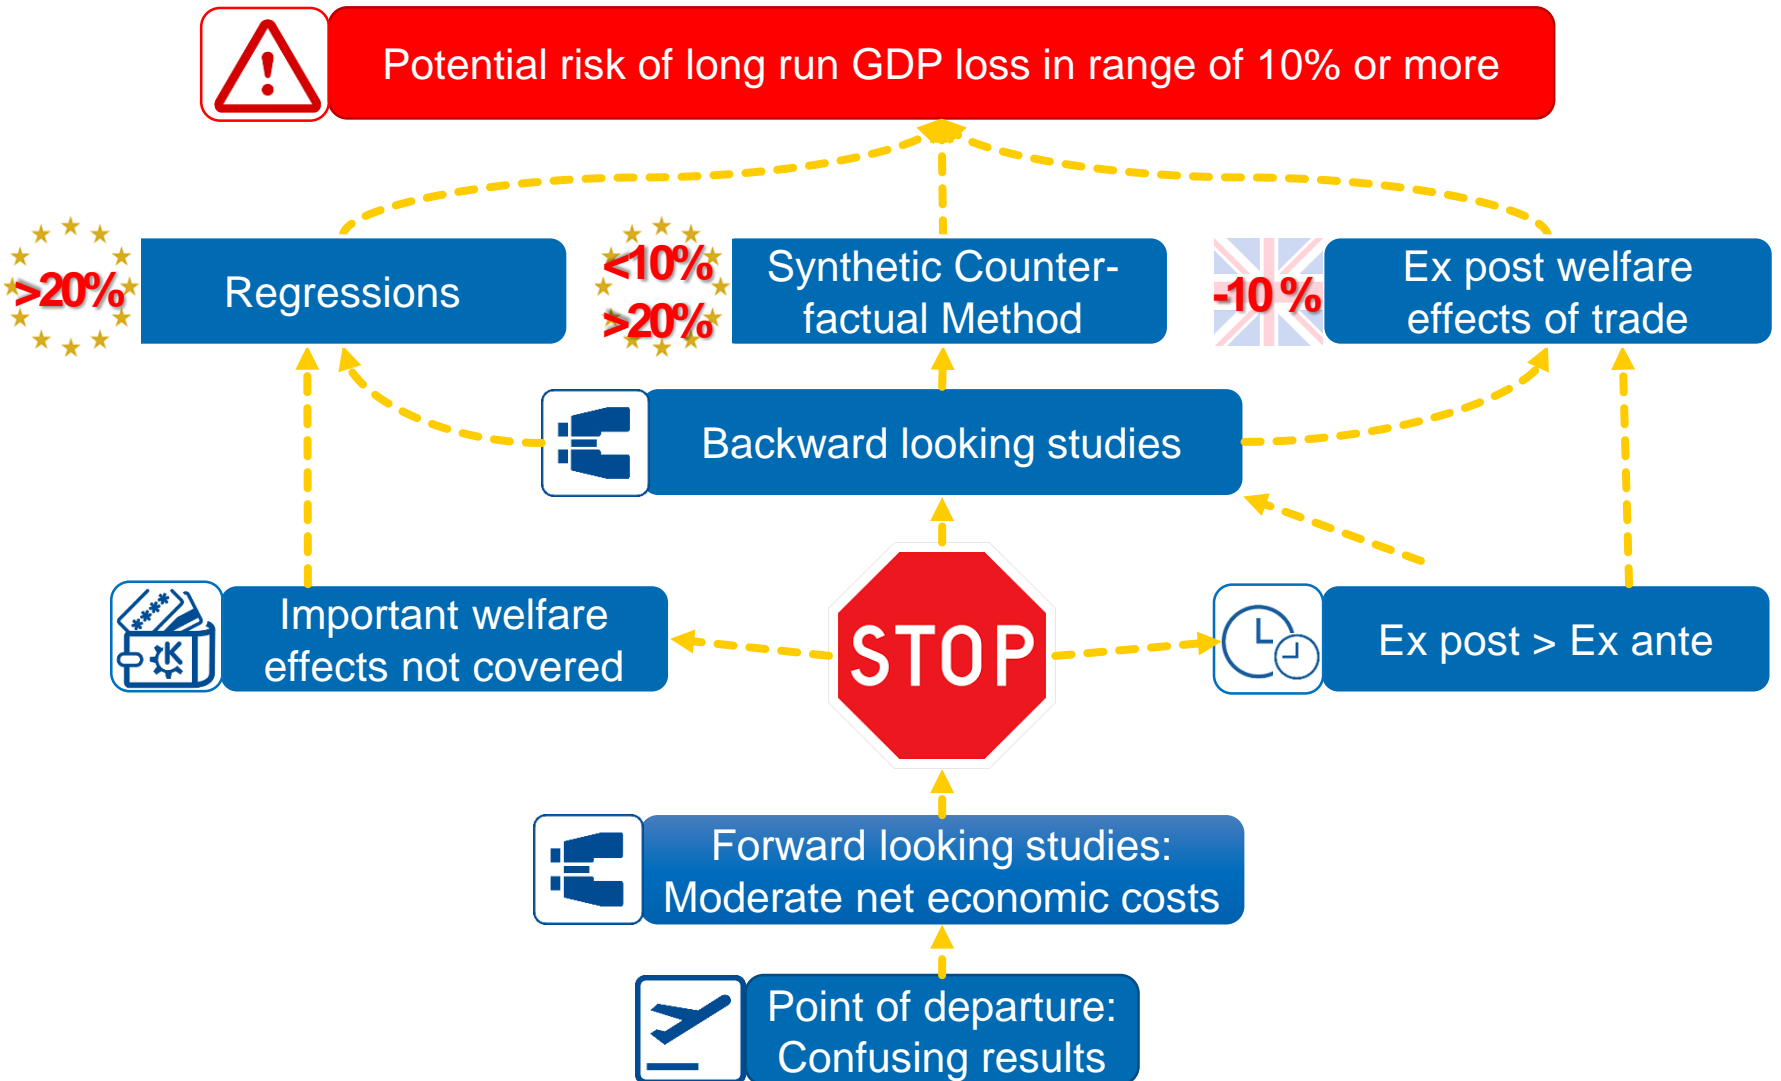 Potential risk of long run GDP loss in range of 10% or more
>20%
Regressions
<10%
>20%
Synthetic Counter-
factual Method
-10 %
Ex post welfare
effects of trade
Backward looking studies
Important welfare
effects not covered
STOP
Ex post > Ex ante
Forward looking studies:
Moderate net economic costs
Point of departure:
Confusing results